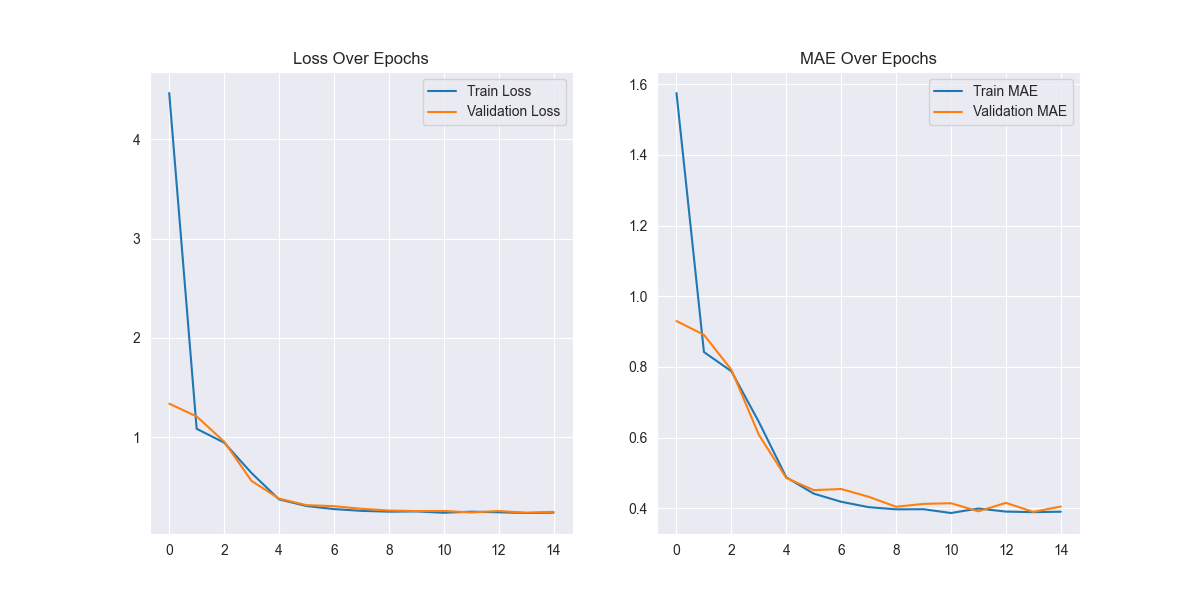 Loss Over Epochs
Train Loss
Validation Loss
4
3
2
1
0 2 4 6 8 10 12 14
MAE Over Epochs
Train MAE
Validation MAE
1.6
1.4
1.2
1.0
0.8
0.6
0.4
0 2 4 6 8 10 12 14